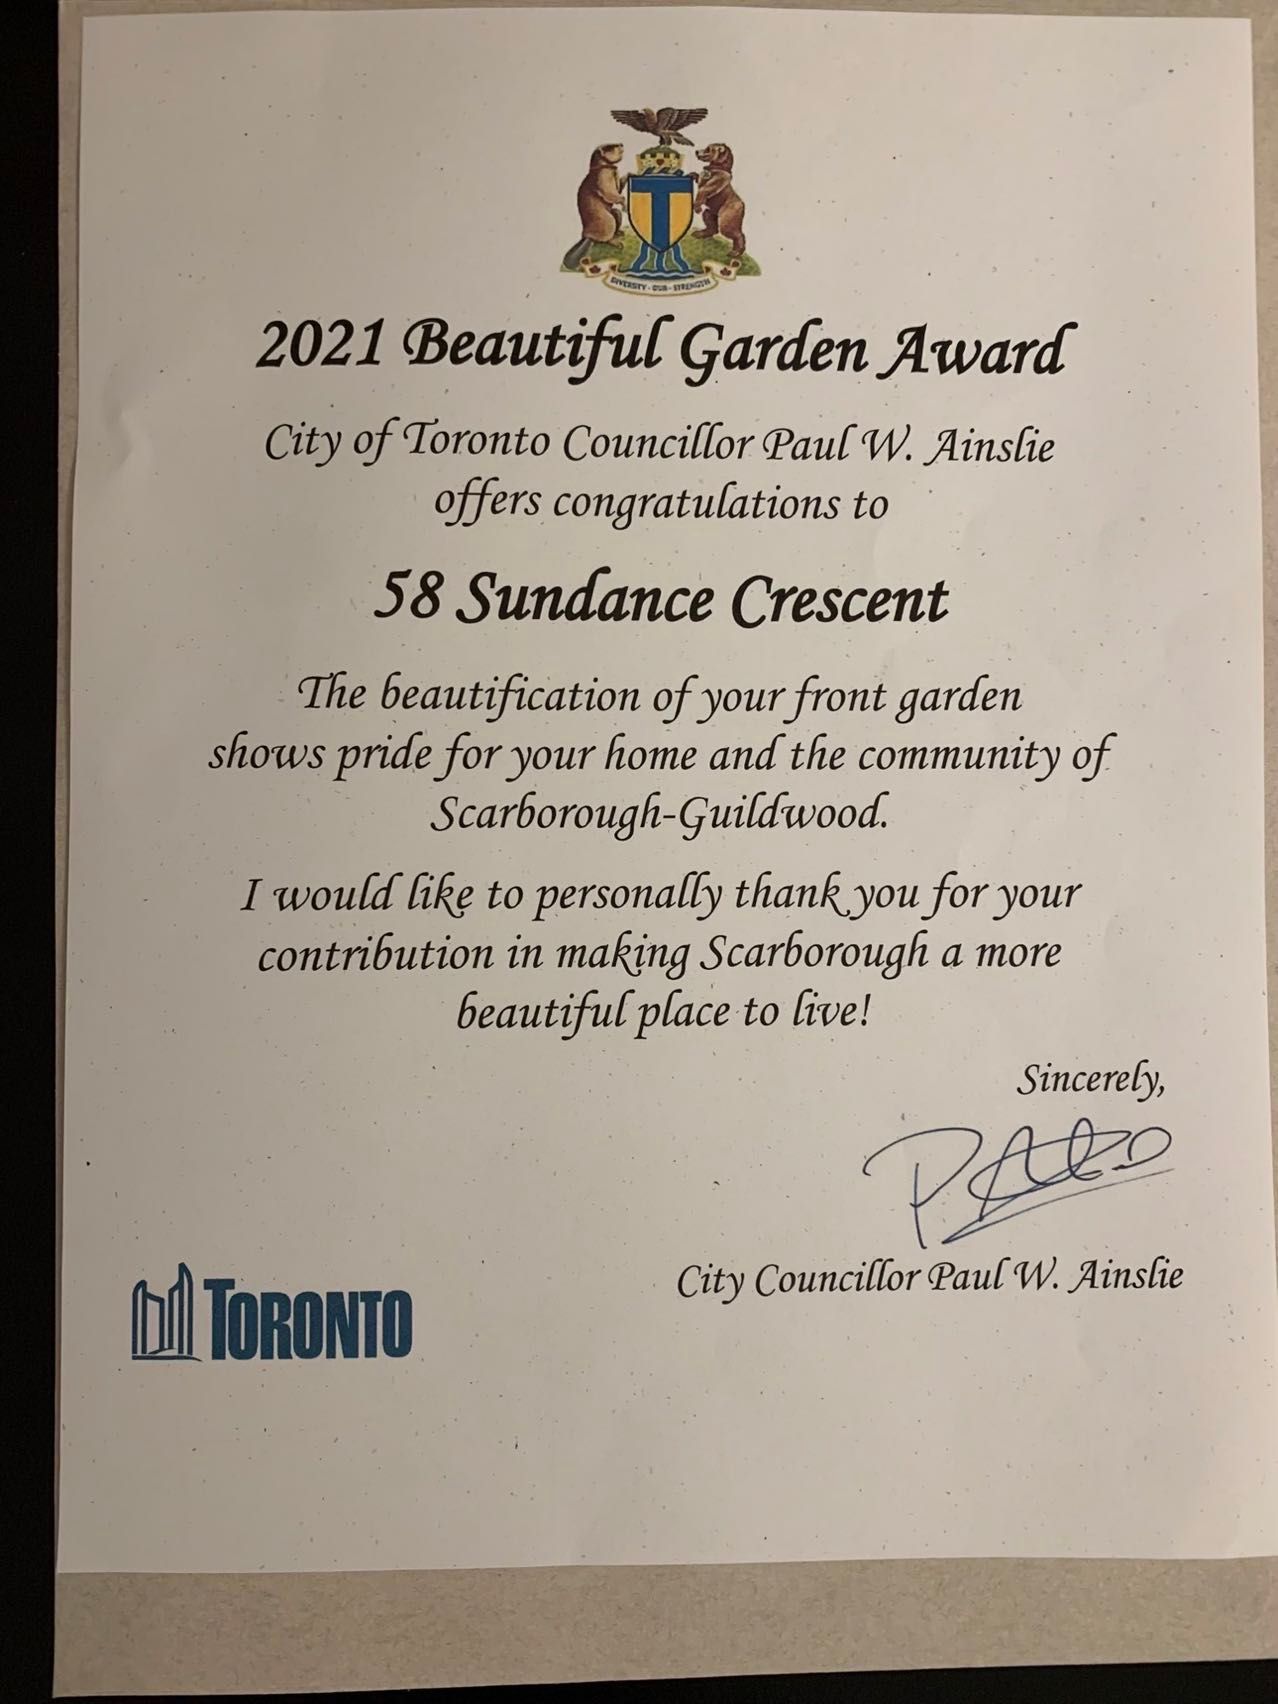 DIVERSITY · OUR · STRENGTH
2021 Beautiful Garden Award
City of Toronto Councillor Paul W. Ainslie
offers congratulations to
58 Sundance Crescent
The beautification of your front garden
shows pride for your home and the community of
Scarborough-Guildwood.
I would like to personally thank you for your
contribution in making Scarborough a more
beautiful place to live!
Sincerely,
City Councillor Paul W. Ainslie
TORONTO